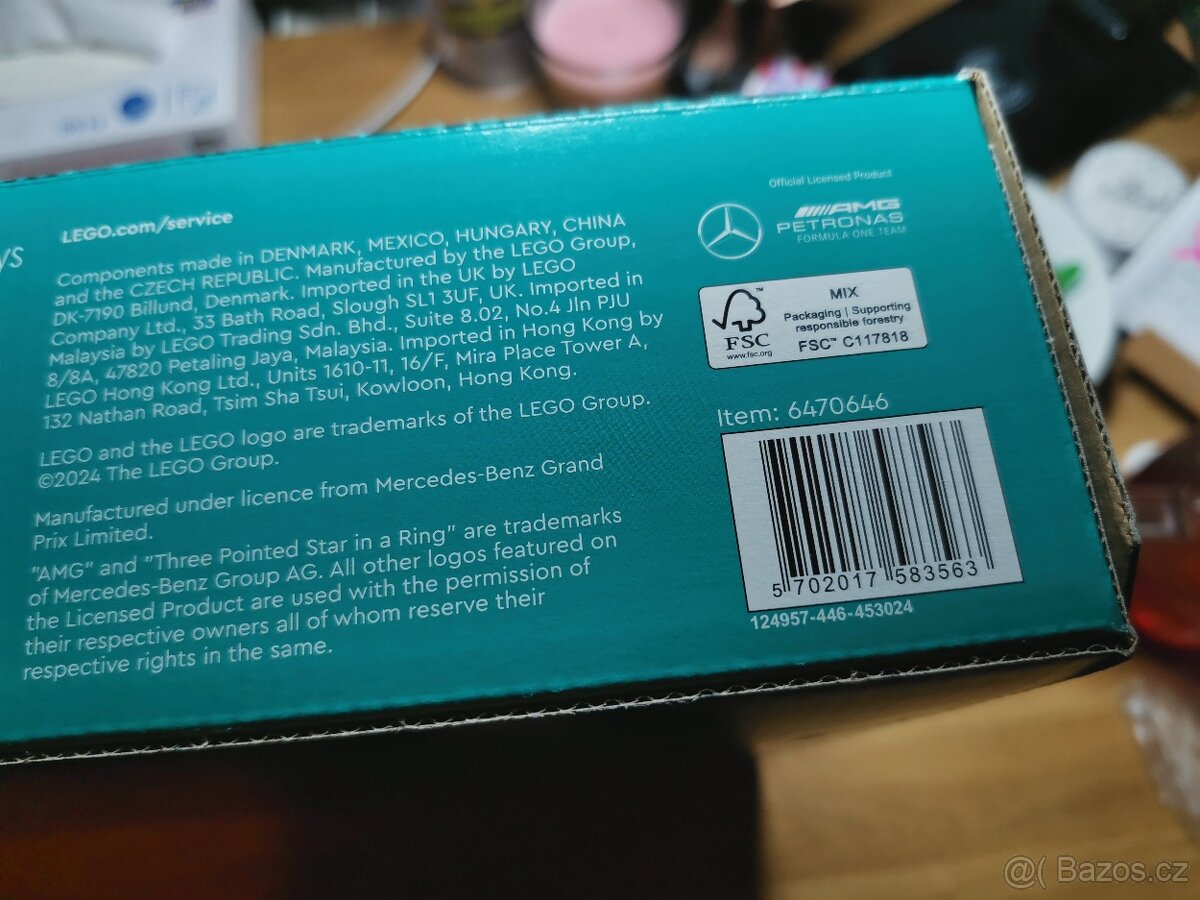 ys
LEGO.com/service
Components made in DENMARK, MEXICO, HUNGARY, CHINA
and the CZECH REPUBLIC. Manufactured by the LEGO Group,
DK-7190 Billund, Denmark. Imported in the UK by LEGO
Company Ltd., 33 Bath Road, Slough SL1 3UF, UK. Imported in
Malaysia by LEGO Trading Sdn. Bhd., Suite 8.02, No.4 Jln PJU
8/8A, 47820 Petaling Jaya, Malaysia. Imported in Hong Kong by
LEGO Hong Kong Ltd., Units 1610-11, 16/F, Mira Place Tower A,
132 Nathan Road, Tsim Sha Tsui, Kowloon, Hong Kong.
LEGO and the LEGO logo are trademarks of the LEGO Group.
©2024 The LEGO Group.
Manufactured under licence from Mercedes-Benz Grand
Prix Limited.
"AMG" and "Three Pointed Star in a Ring" are trademarks
of Mercedes-Benz Group AG. All other logos featured on
the Licensed Product are used with the permission of
their respective owners all of whom reserve their
respective rights in the same.
Official Licensed Product
AMG
PETRONAS
FORMULA ONE TEAM
FSC
™
www.fsc.org
MIX
Packaging | Supporting
responsible forestry
FSC™ C117818
Item: 6470646
5 702017 583563
124957-446-453024
@( Bazos.cz